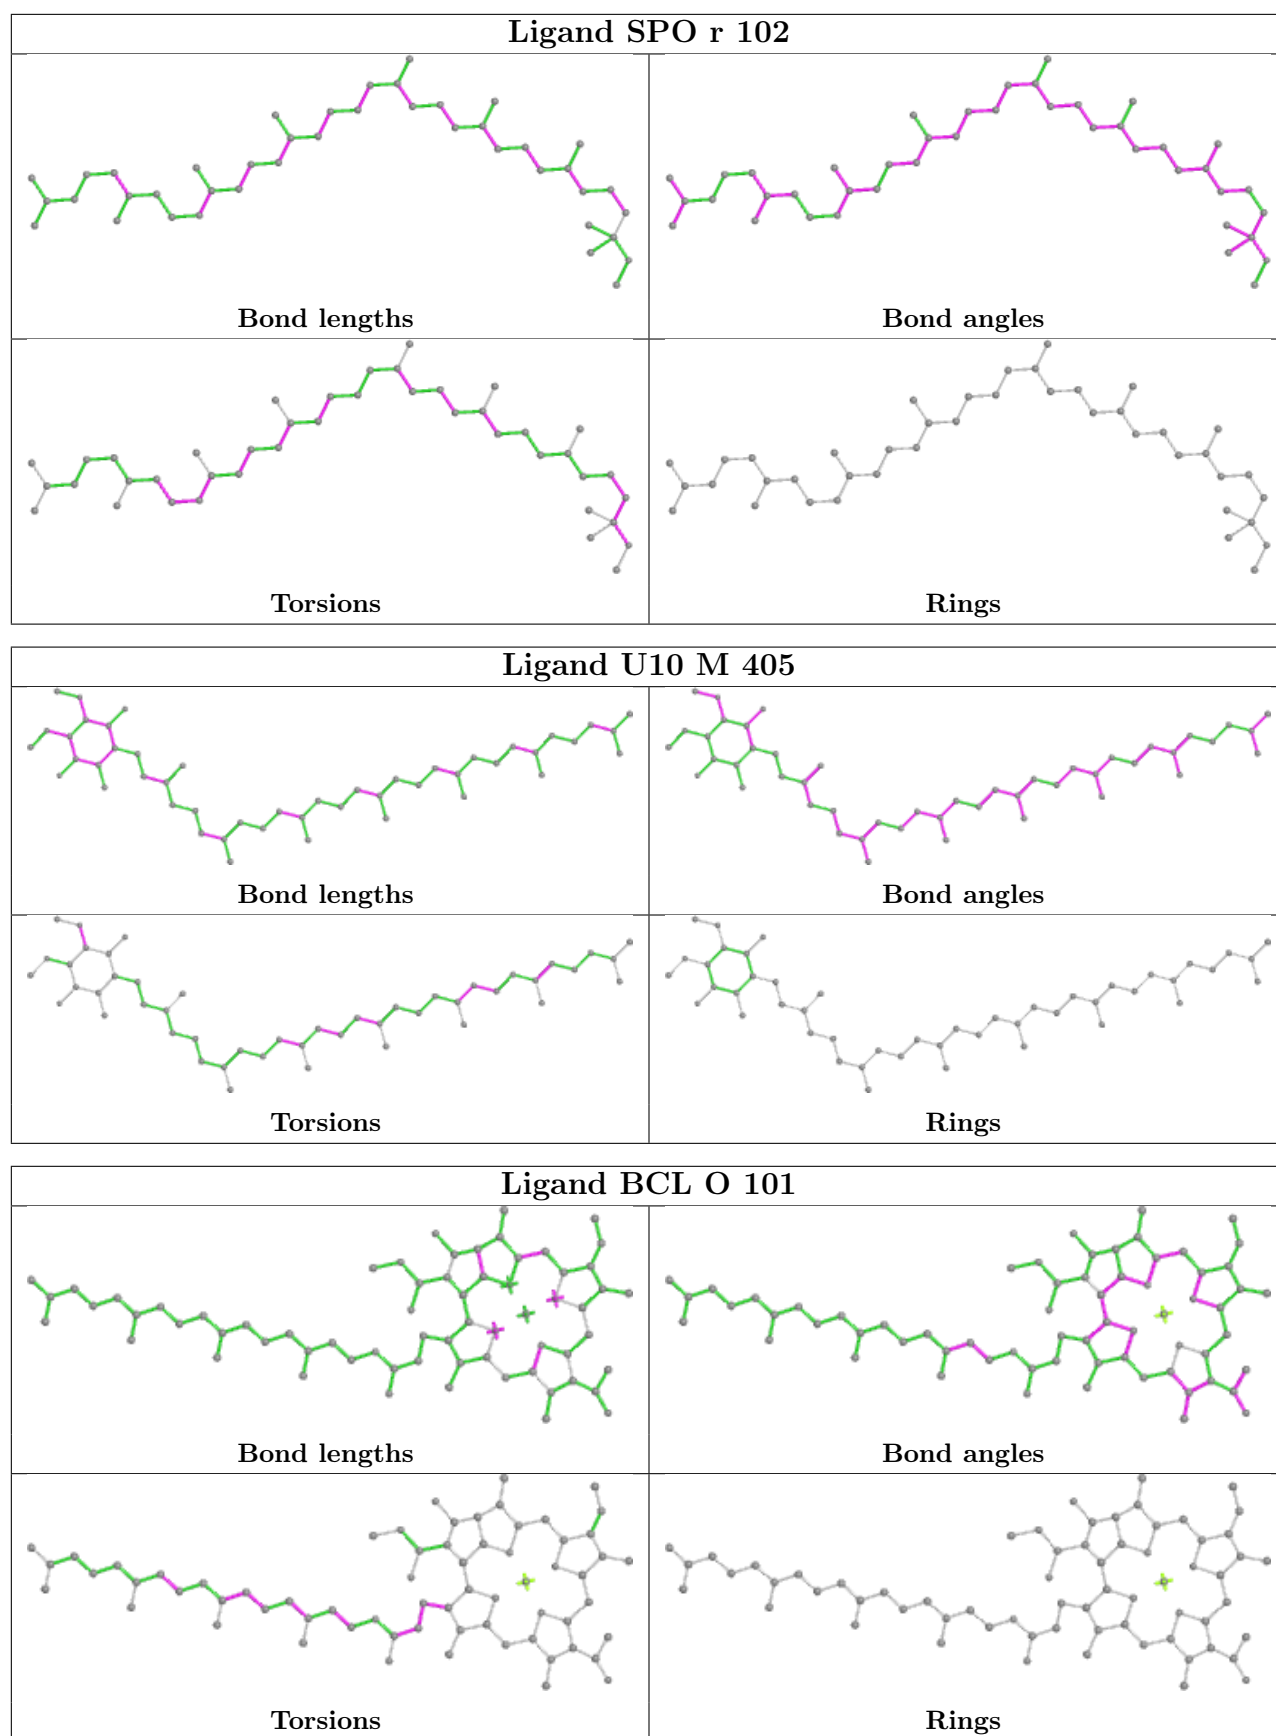 Ligand SPO r 102
Bond lengths
Bond angles
Torsions
Rings
Ligand U10 M 405
Bond lengths
Bond angles
Torsions
Rings
Ligand BCL O 101
Bond lengths
Bond angles
Torsions
Rings